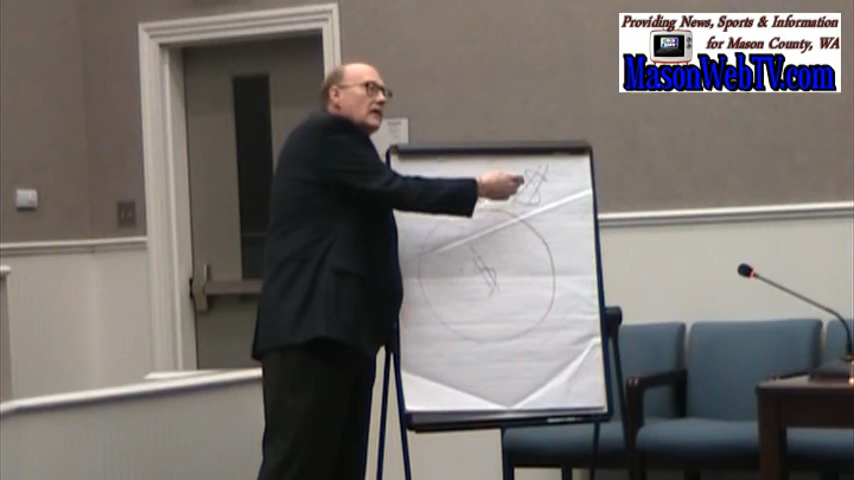 Providing News, Sports & Information
for Mason County, WA
MasonWebTV.com